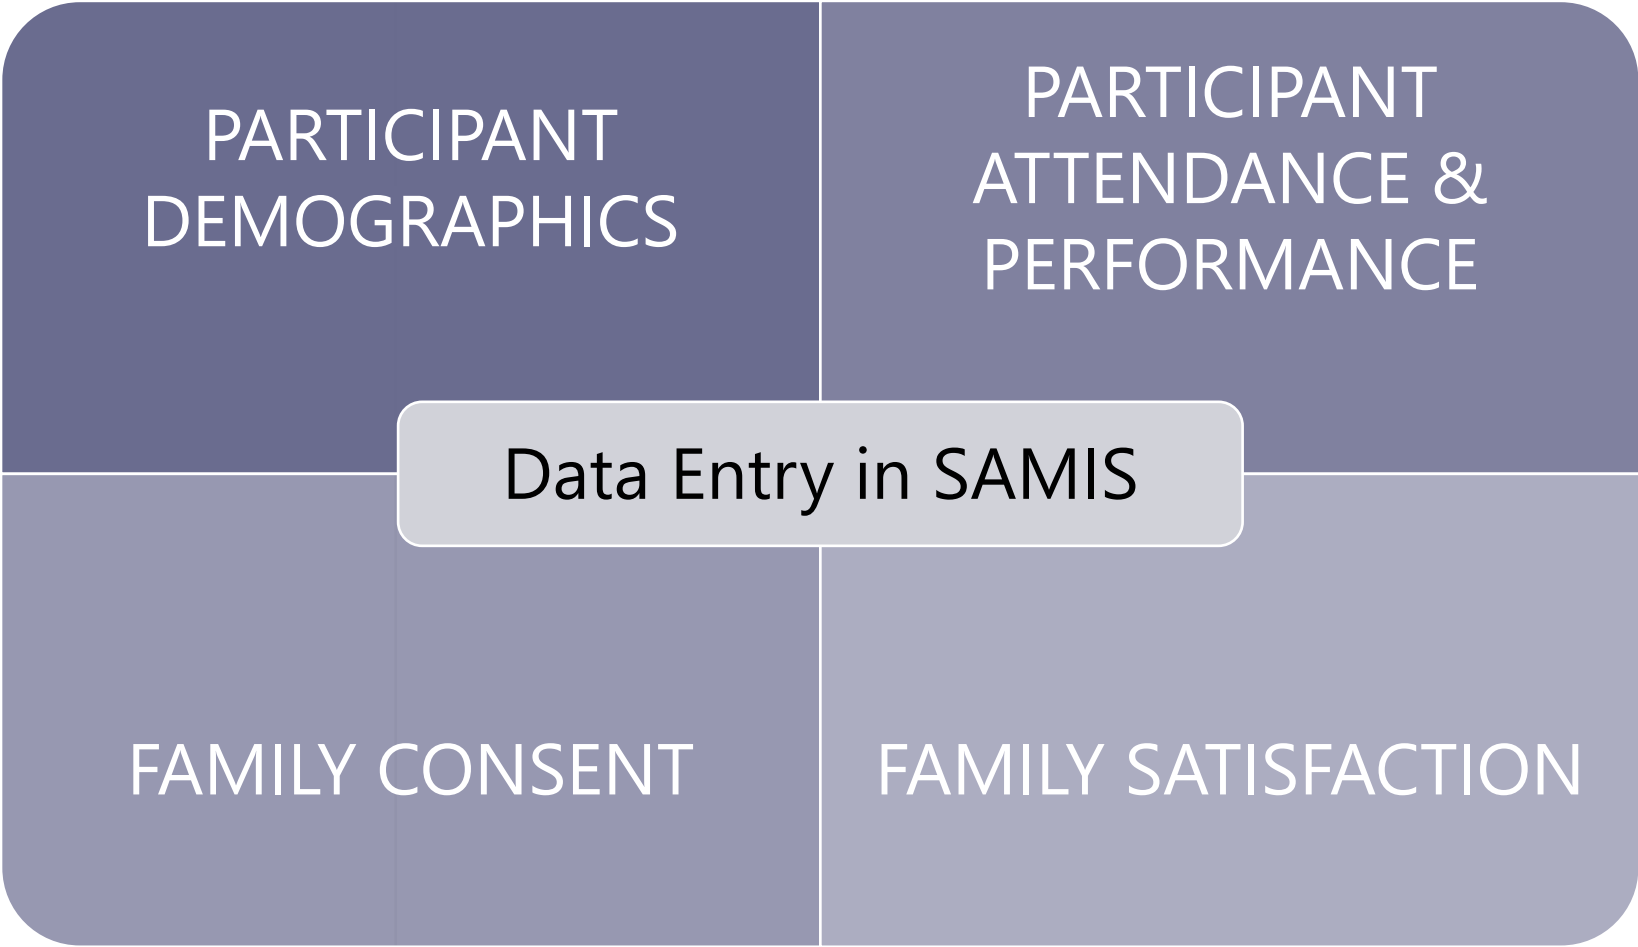 PARTICIPANT
DEMOGRAPHICS
PARTICIPANT
ATTENDANCE &
PERFORMANCE
Data Entry in SAMIS
FAMILY CONSENT
FAMILY SATISFACTION